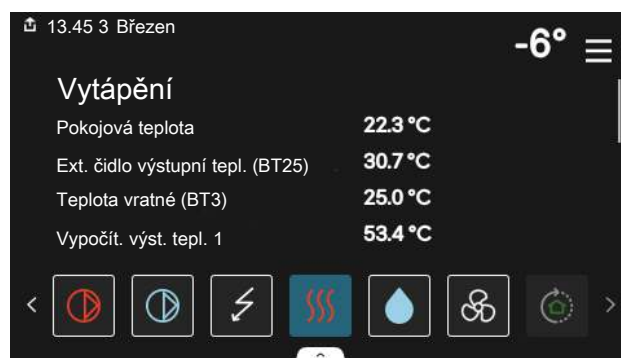 13.45 3 Březen
-6°
Vytápění
Pokojová teplota 22.3 °C
Ext. čidlo výstupní tepl. (BT25) 30.7 °C
Teplota vratné (BT3) 25.0 °C
Vypočít. výst. tepl. 1 53.4 °C